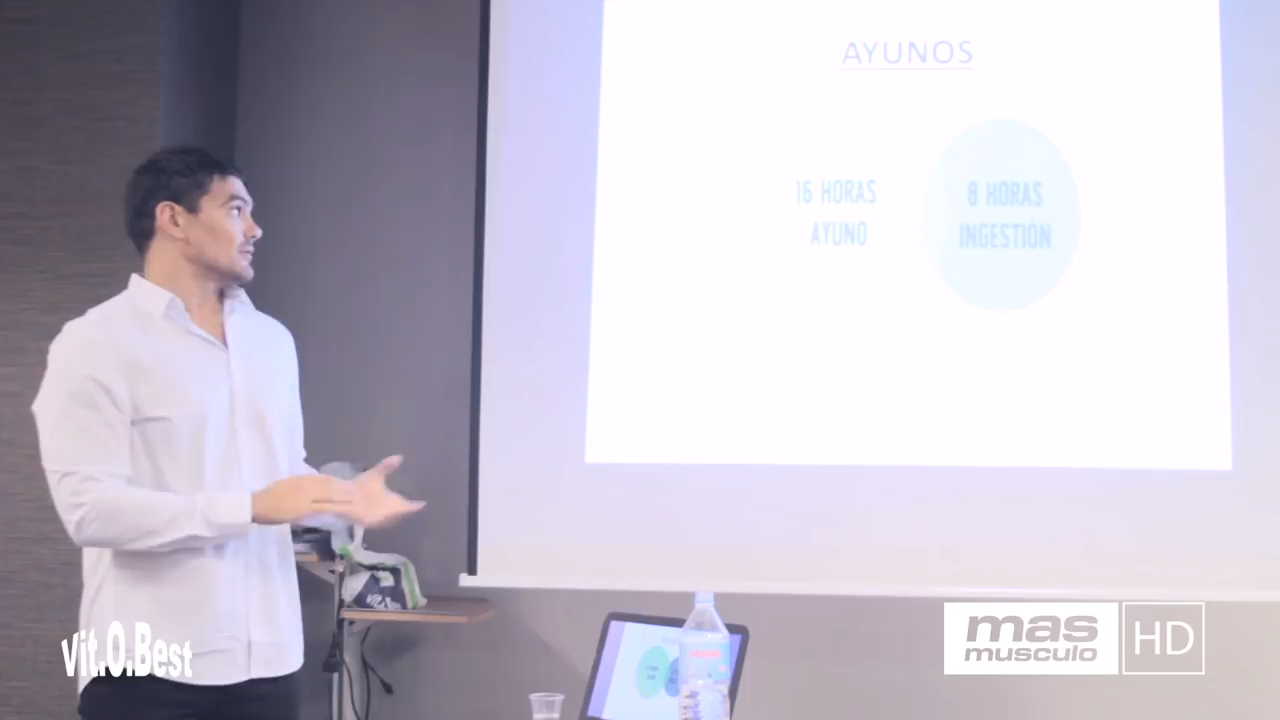 AYUNOS
16 HORAS
AYUNO
8 HORAS
INGESTIÓN
Vit.O.Best
mas
musculo
HD